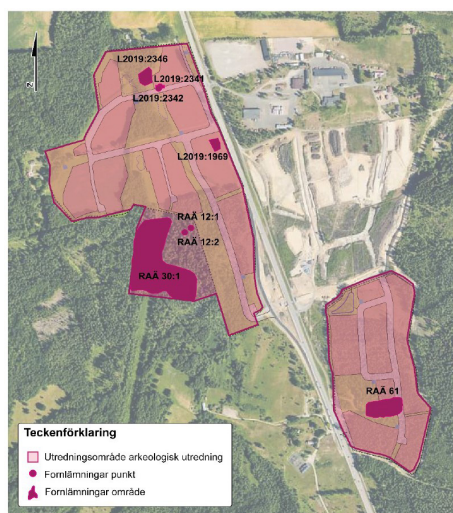 L2019:2346
L2019:2341
L2019:2342
L2019:1969
RAÄ 12:1
RAÄ 12:2
RAÄ 30:1
RAÄ 61
Teckenförklaring
Utredningsområde arkeologisk utredning
Fornlämningar punkt
Fornlämningar område